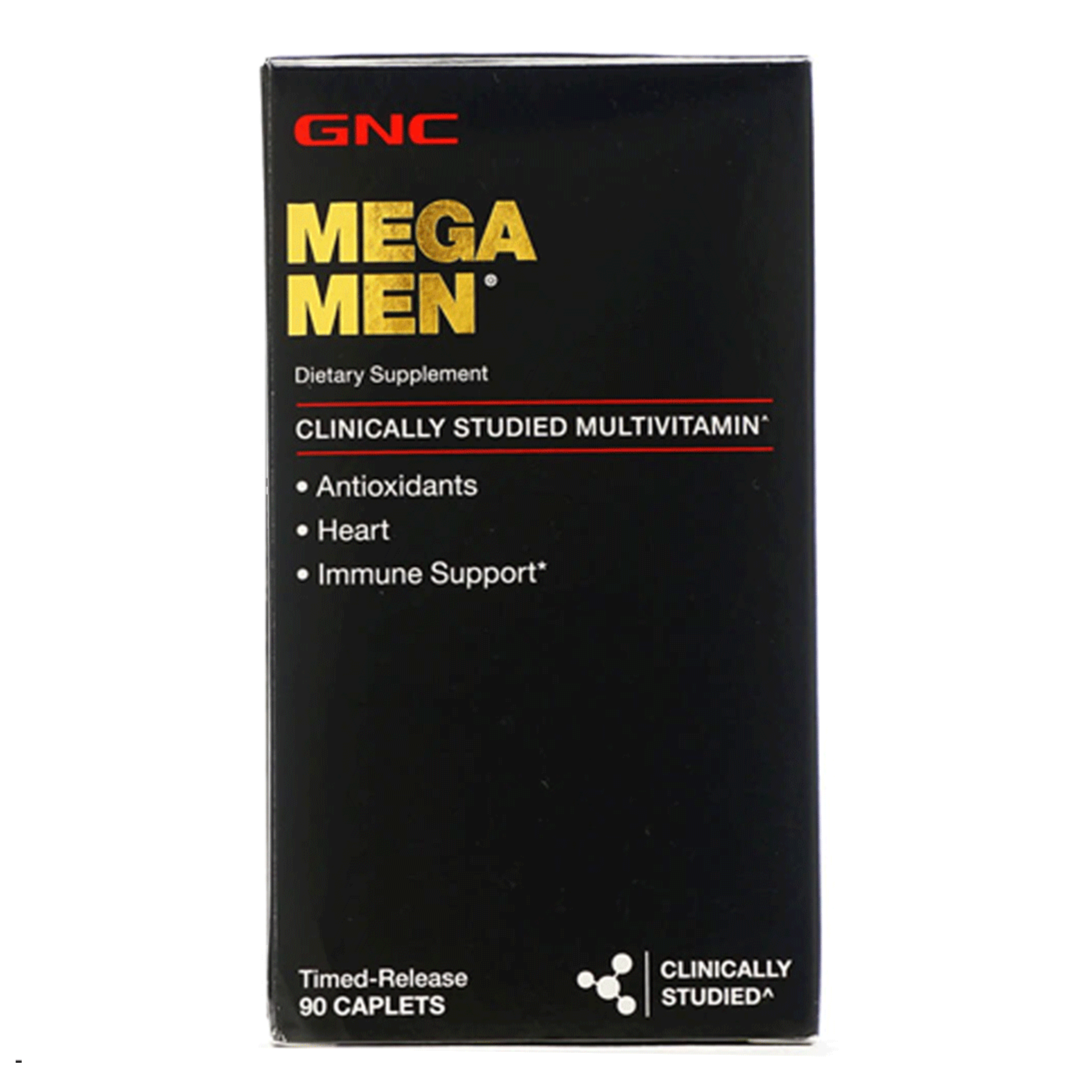 GNC
MEGA
MEN®
Dietary Supplement
CLINICALLY STUDIED MULTIVITAMIN^
• Antioxidants
• Heart
• Immune Support*
Timed-Release
90 CAPLETS
CLINICALLY
STUDIED^
-